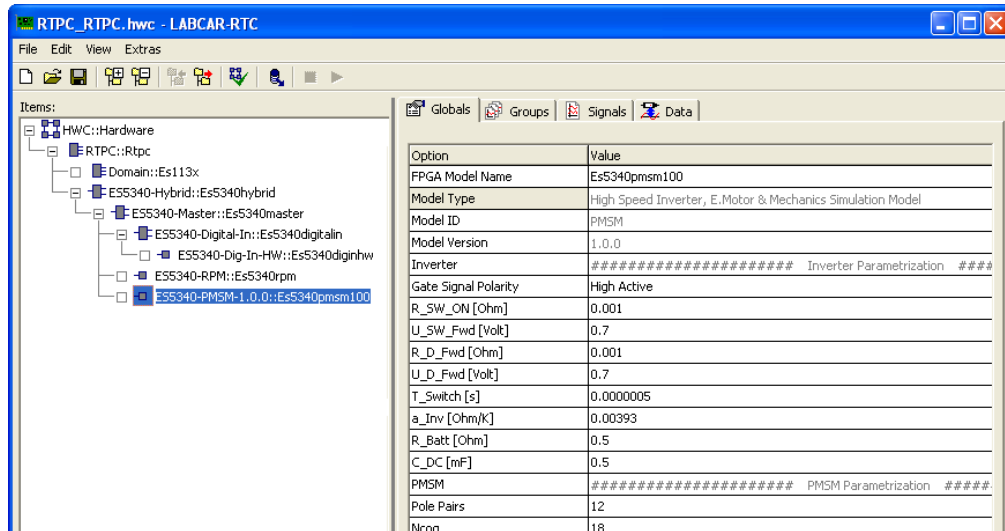 RTPC_RTPC.hwc - LABCAR-RTC
File Edit View Extras
Items:
HWC::Hardware
RTPC::Rtpc
Domain::Es113x
ES5340-Hybrid::Es5340hybrid
ES5340-Master::Es5340master
ES5340-Digital-In::Es5340digitalin
ES5340-Dig-In-HW::Es5340diginhw
ES5340-RPM::Es5340rpm
ES5340-PMSM-1.0.0::Es5340pmsm100
Globals Groups Signals Data
Option Value
FPGA Model Name Es5340pmsm100
Model Type High Speed Inverter, E.Motor & Mechanics Simulation Model
Model ID PMSM
Model Version 1.0.0
Inverter ###################### Inverter Parametrization ####
Gate Signal Polarity High Active
R_SW_ON [Ohm] 0.001
U_SW_Fwd [Volt] 0.7
R_D_Fwd [Ohm] 0.001
U_D_Fwd [Volt] 0.7
T_Switch [s] 0.0000005
a_Inv [Ohm/K] 0.00393
R_Batt [Ohm] 0.5
C_DC [mF] 0.5
PMSM ###################### PMSM Parametrization #####
Pole Pairs 12
Ncog 18